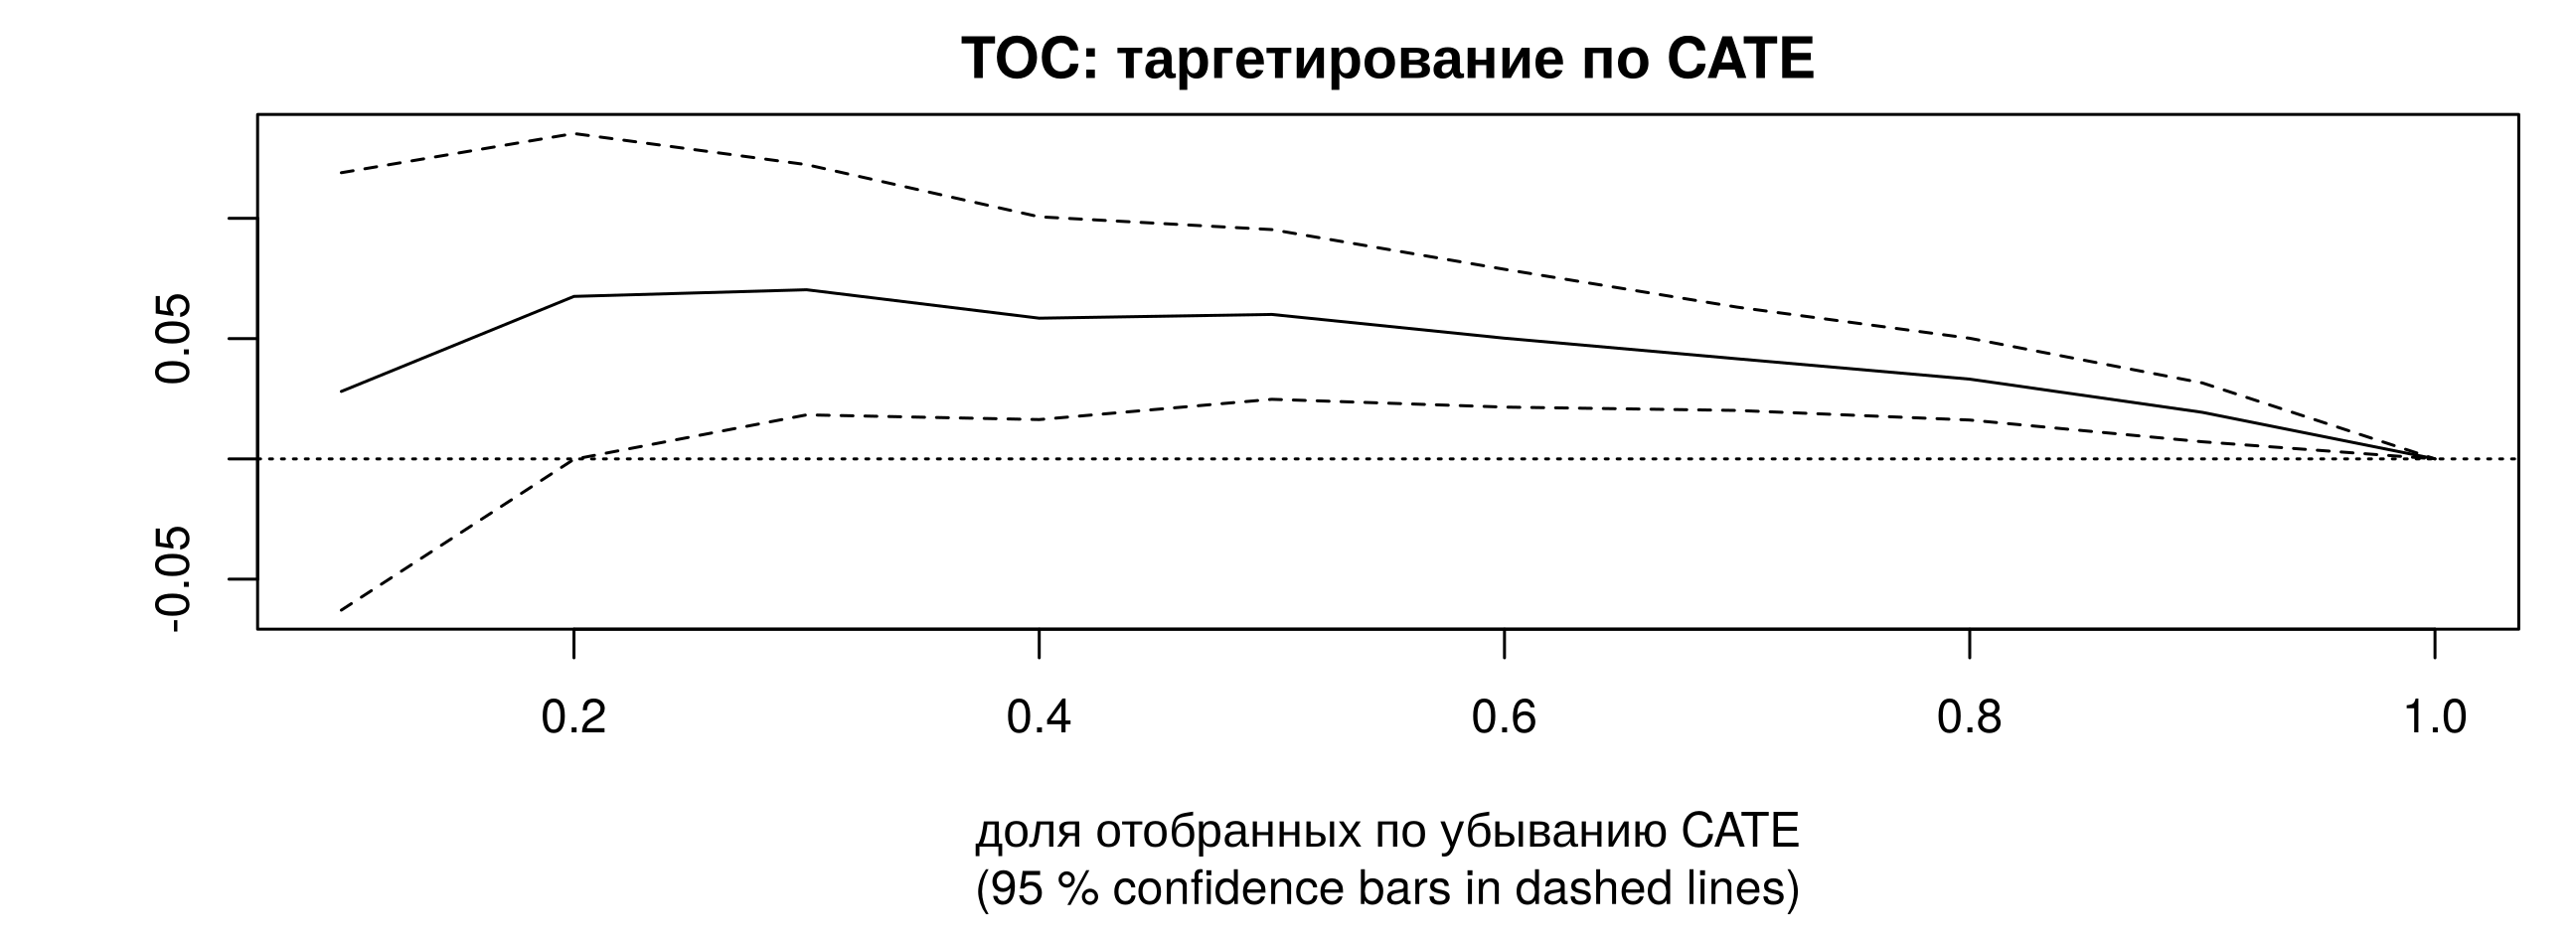 TOC: таргетирование по CATE
0.05
-0.05
0.2 0.4 0.6 0.8 1.0
доля отобранных по убыванию CATE
(95 % confidence bars in dashed lines)